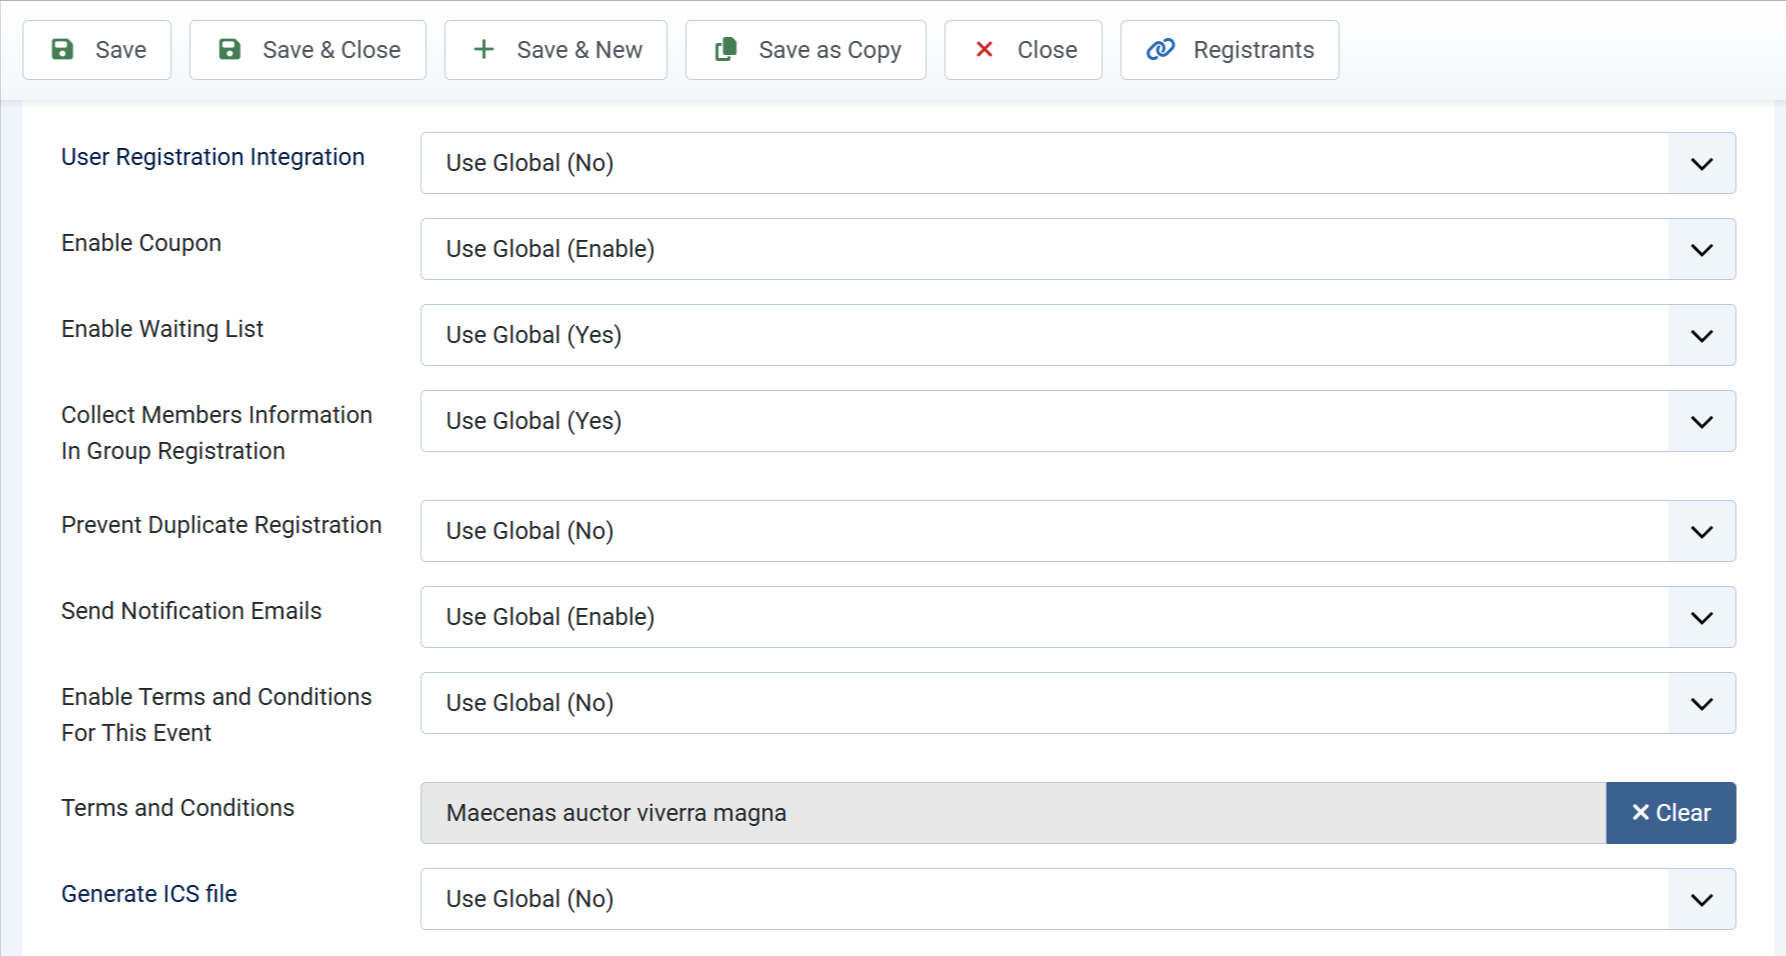 Save
Save & Close
Save & New
Save as Copy
Close
Registrants
User Registration Integration
Use Global (No)
Enable Coupon
Use Global (Enable)
Enable Waiting List
Use Global (Yes)
Collect Members Information
In Group Registration
Use Global (Yes)
Prevent Duplicate Registration
Use Global (No)
Send Notification Emails
Use Global (Enable)
Enable Terms and Conditions
For This Event
Use Global (No)
Terms and Conditions
Maecenas auctor viverra magna
Clear
Generate ICS file
Use Global (No)